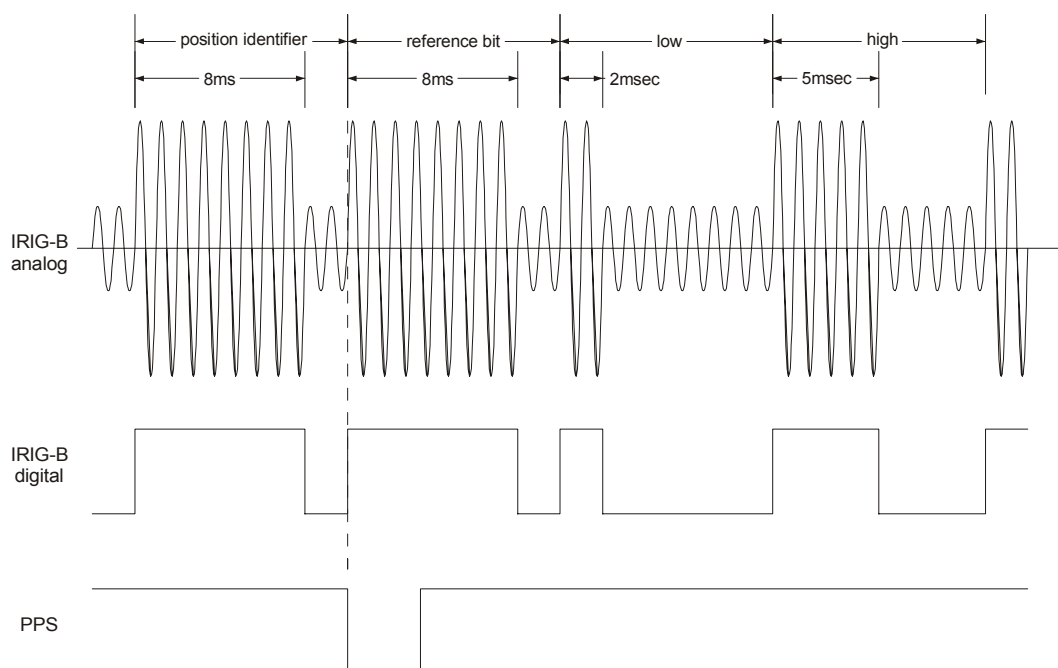 position identifier
reference bit
low
high
8ms
8ms
2msec
5msec
IRIG-B
analog
IRIG-B
digital
PPS